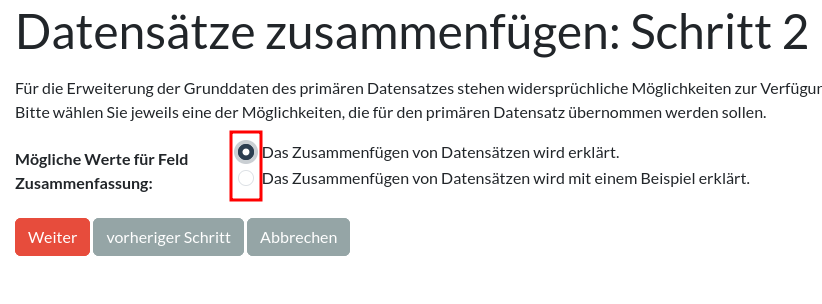 Datensätze zusammenfügen: Schritt 2
Für die Erweiterung der Grunddaten des primären Datensatzes stehen widersprüchliche Möglichkeiten zur
Bitte wählen Sie jeweils eine der Möglichkeiten, die für den primären Datensatz übernommen werden sollen.
Mögliche Werte für Feld
Zusammenfassung:
Das Zusammenfügen von Datensätzen wird erklärt.
Das Zusammenfügen von Datensätzen wird mit einem Beispiel erklärt.
Weiter vorheriger Schritt Abbrechen